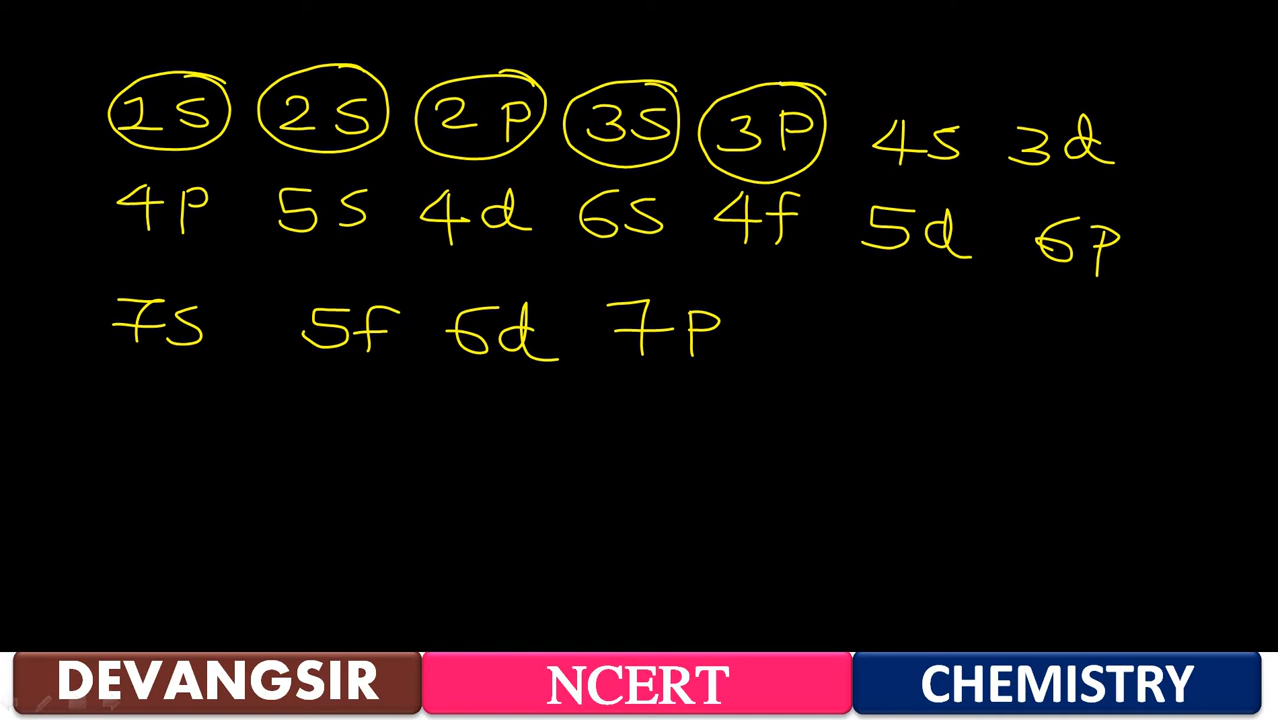 1s 2s 2p 3s 3p 4s 3d
4p 5s 4d 6s 4f 5d 6p
7s 5f 6d 7p
DEVANGSIR NCERT CHEMISTRY